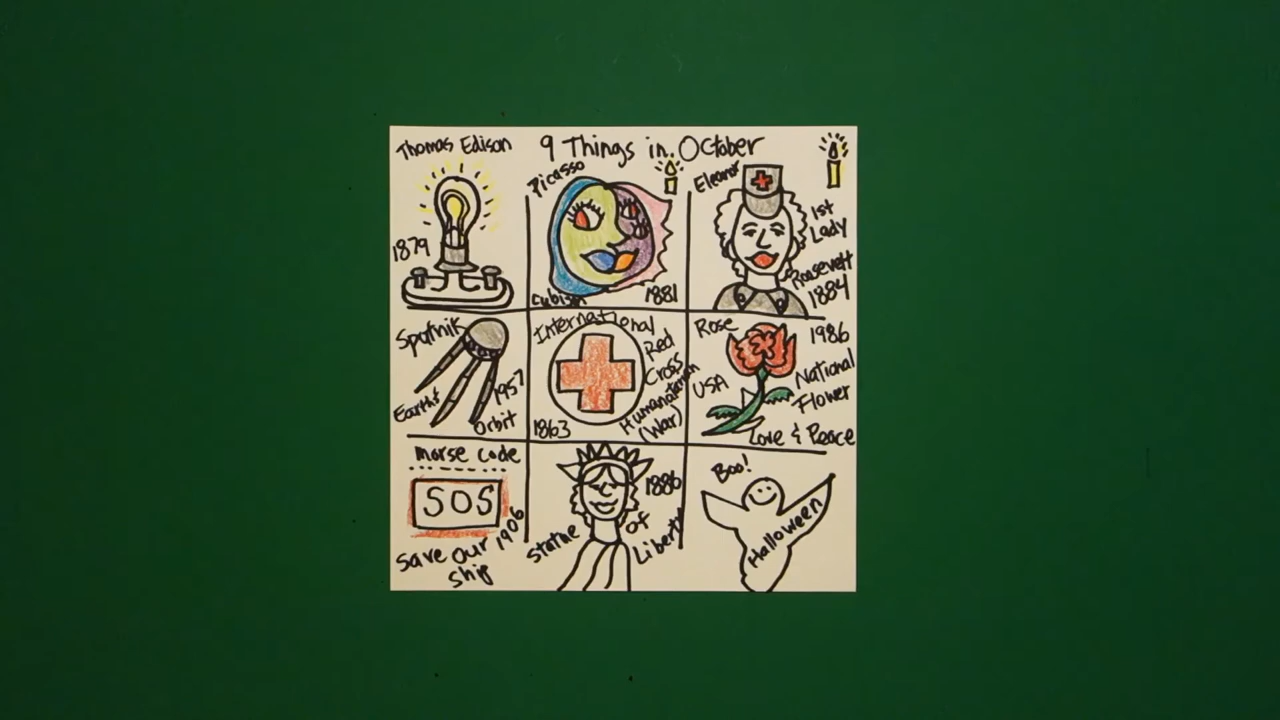 9 Things in October
Thomas Edison
1879
Picasso
Cubism
1881
Eleanor
1st
Lady
Roosevelt
1884
Sputnik
Earths
1957
Orbit
International
Red
Cross
Humanatarian
(War)
1863
Rose
1986
USA
National
Flower
Love & Peace
morse code
SOS
1906
Save our
ship
1886
Statue
of
Liberty
Boo!
Halloween